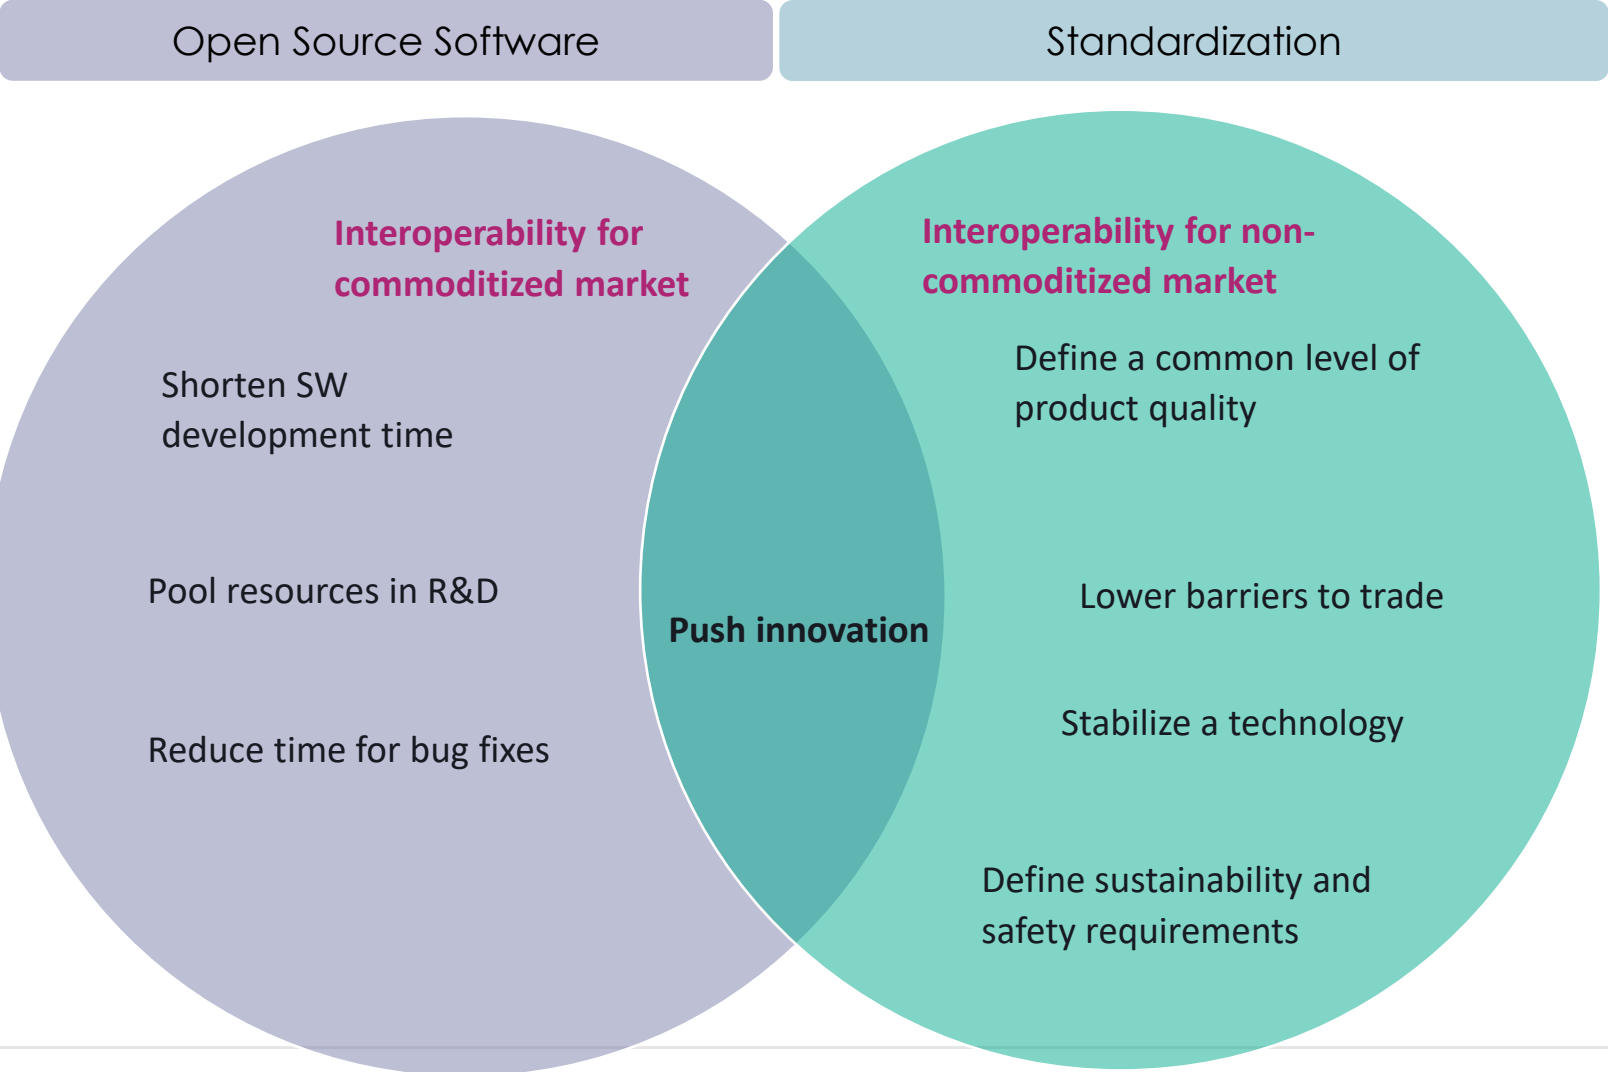 Open Source Software
Standardization
Interoperability for
commoditized market
Shorten SW
development time
Pool resources in R&D
Reduce time for bug fixes
Push innovation
Interoperability for non-
commoditized market
Define a common level of
product quality
Lower barriers to trade
Stabilize a technology
Define sustainability and
safety requirements